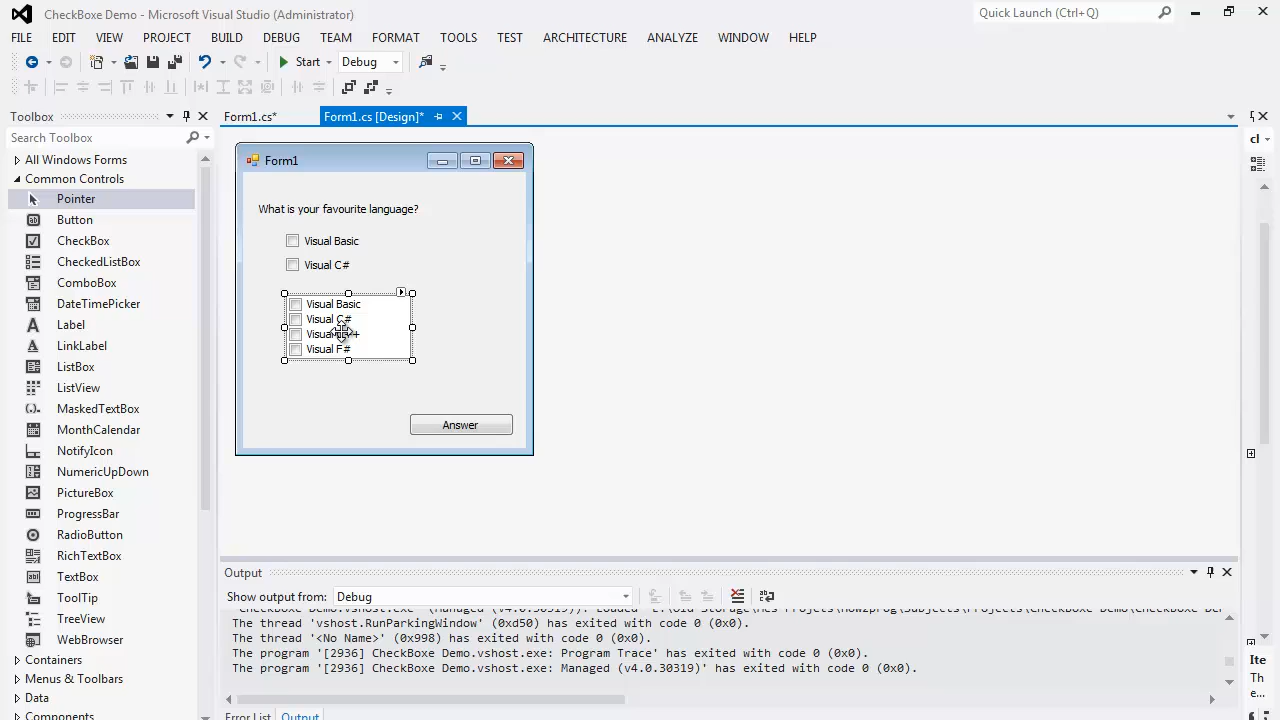 CheckBoxe Demo - Microsoft Visual Studio (Administrator)
Quick Launch (Ctrl+Q)
FILE EDIT VIEW PROJECT BUILD DEBUG TEAM FORMAT TOOLS TEST ARCHITECTURE ANALYZE WINDOW HELP
Start Debug
Toolbox
Form1.cs*
Form1.cs [Design]*
cl
Search Toolbox
All Windows Forms
Common Controls
Pointer
Button
CheckBox
CheckedListBox
ComboBox
DateTimePicker
Label
LinkLabel
ListBox
ListView
MaskedTextBox
MonthCalendar
NotifyIcon
NumericUpDown
PictureBox
ProgressBar
RadioButton
RichTextBox
TextBox
ToolTip
TreeView
WebBrowser
Containers
Menus & Toolbars
Data
Components
Form1
What is your favourite language?
Visual Basic
Visual C#
Visual Basic
Visual C#
Visual
Visual F#
Answer
Output
Show output from: Debug
The thread 'vshost.RunParkingWindow' (0xd50) has exited with code 0 (0x0).
The thread '<No Name>' (0x998) has exited with code 0 (0x0).
The program '[2936] CheckBoxe Demo.vshost.exe: Program Trace' has exited with code 0 (0x0).
The program '[2936] CheckBoxe Demo.vshost.exe: Managed (v4.0.30319)' has exited with code 0 (0x0).
Error List Output
Ite
Th
e...